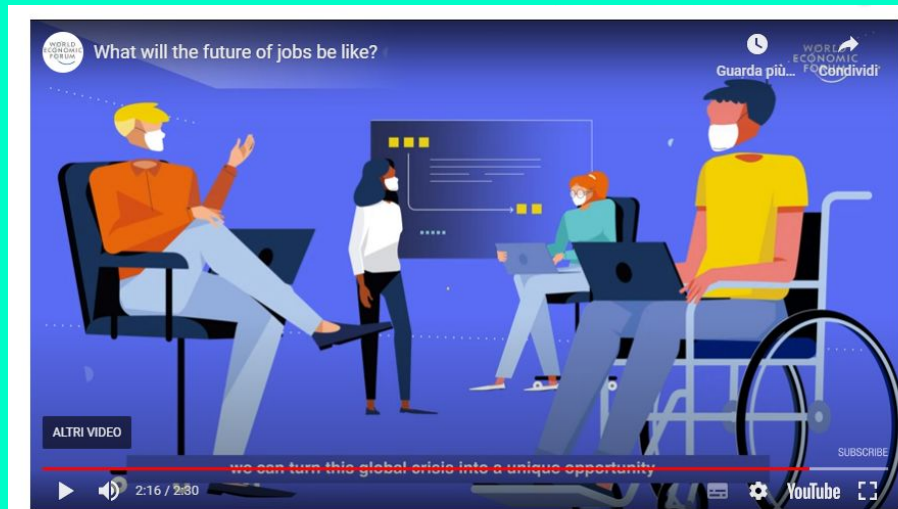 WORLD
ECONOMIC
FORUM
What will the future of jobs be like?
Guarda più...
Condividi
WORLD
ECONOMIC
FORUM
ALTRI VIDEO
we can turn this global crisis into a unique opportunity
SUBSCRIBE
2:16 / 2:30
YouTube